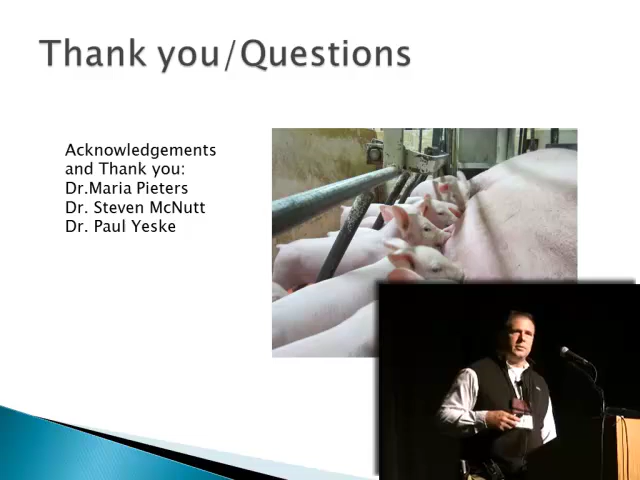 Thank you/Questions
Acknowledgements
and Thank you:
Dr.Maria Pieters
Dr. Steven McNutt
Dr. Paul Yeske